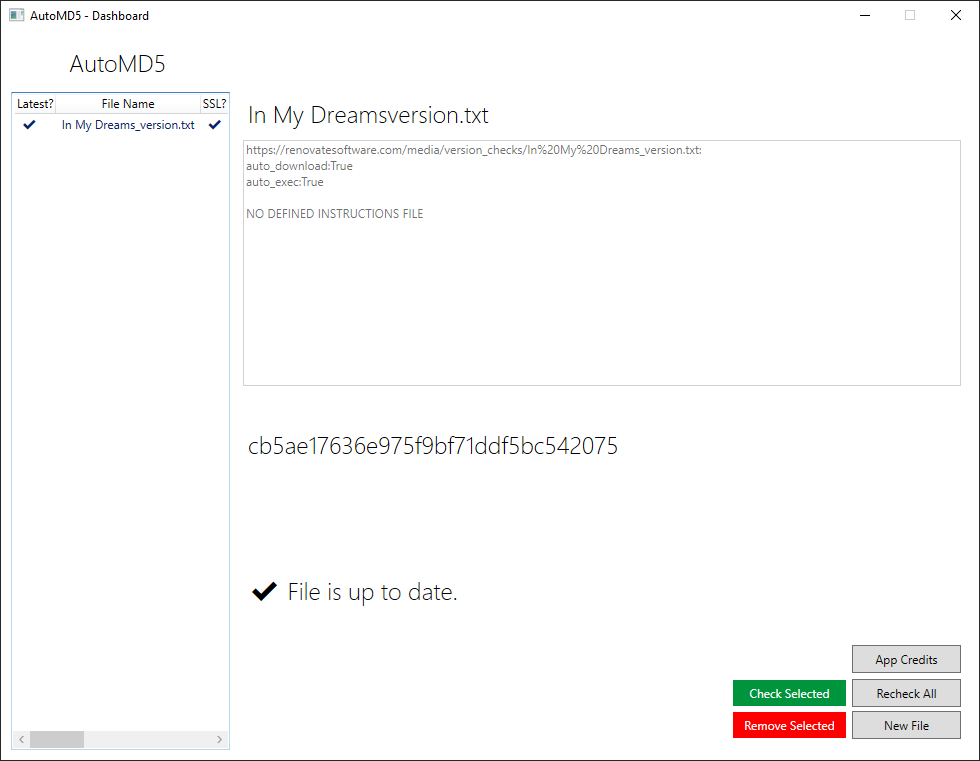 AutoMD5 - Dashboard
AutoMD5
Latest? File Name SSL?
In My Dreams_version.txt
In My Dreamsversion.txt
https://renovatesoftware.com/media/version_checks/In%20My%20Dreams_version.txt:
auto_download:True
auto_exec:True
NO DEFINED INSTRUCTIONS FILE
cb5ae17636e975f9bf71ddf5bc542075
File is up to date.
App Credits
Check Selected Recheck All
Remove Selected New File